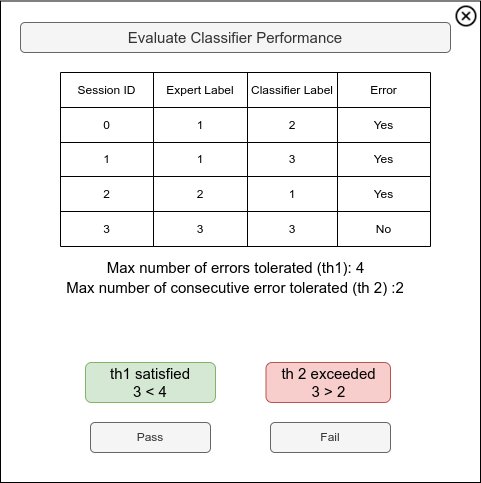 Evaluate Classifier Performance
Session ID Expert Label Classifier Label Error
0 1 2 Yes
1 1 3 Yes
2 2 1 Yes
3 3 3 No
Max number of errors tolerated (th1): 4
Max number of consecutive error tolerated (th 2) :2
th1 satisfied th 2 exceeded
3 < 4 3 > 2
Pass Fail